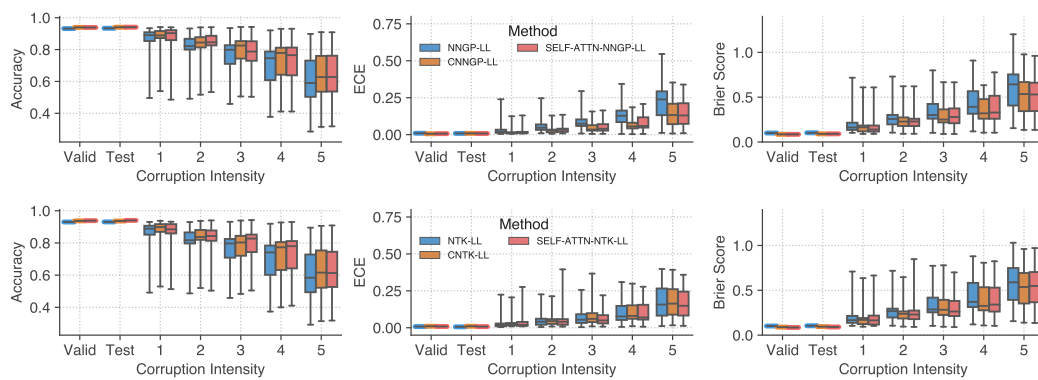 1.0
0.8
0.6
0.4
Accuracy
Valid Test 1 2 3 4 5
Corruption Intensity
0.75
0.50
0.25
0.00
ECE
Method
NNGP-LL SELF-ATTN-NNGP-LL
CNNGP-LL
Valid Test 1 2 3 4 5
Corruption Intensity
1.0
0.5
0.0
Brier Score
Valid Test 1 2 3 4 5
Corruption Intensity
1.0
0.8
0.6
0.4
Accuracy
Valid Test 1 2 3 4 5
Corruption Intensity
0.75
0.50
0.25
0.00
ECE
Method
NTK-LL SELF-ATTN-NTK-LL
CNTK-LL
Valid Test 1 2 3 4 5
Corruption Intensity
1.0
0.5
0.0
Brier Score
Valid Test 1 2 3 4 5
Corruption Intensity